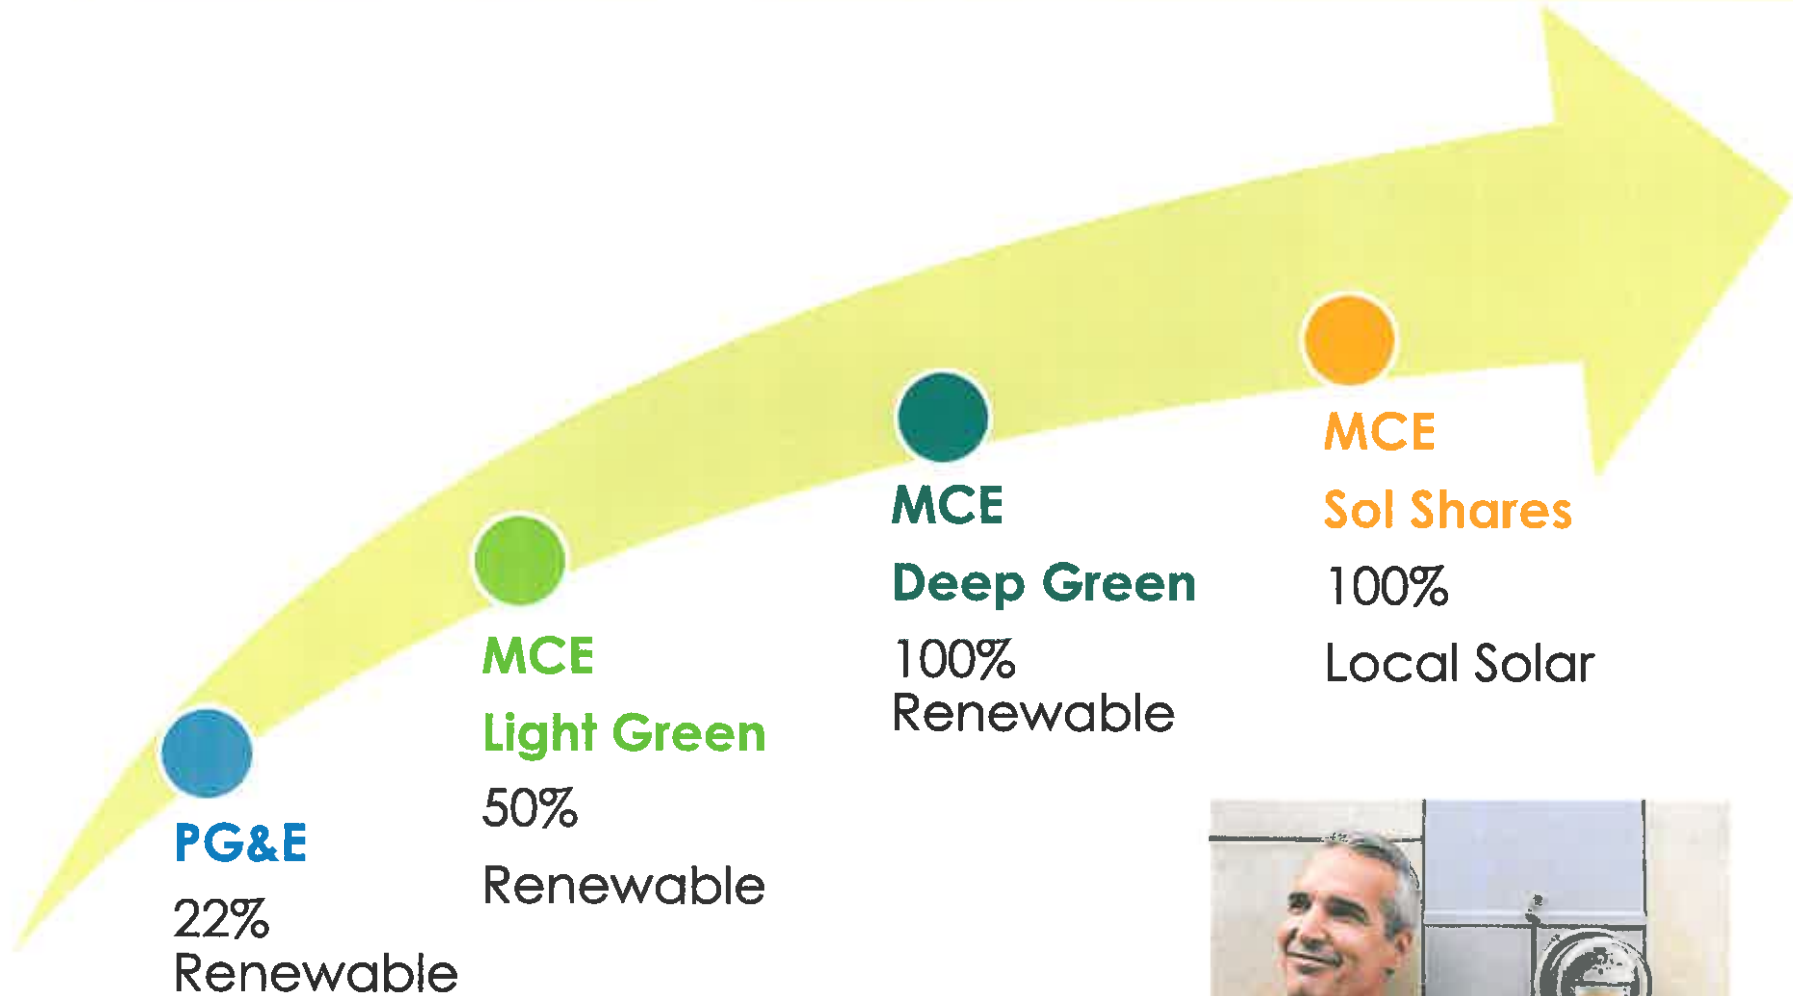 PG&E
22%
Renewable
MCE
Light Green
50%
Renewable
MCE
Deep Green
100%
Renewable
MCE
Sol Shares
100%
Local Solar